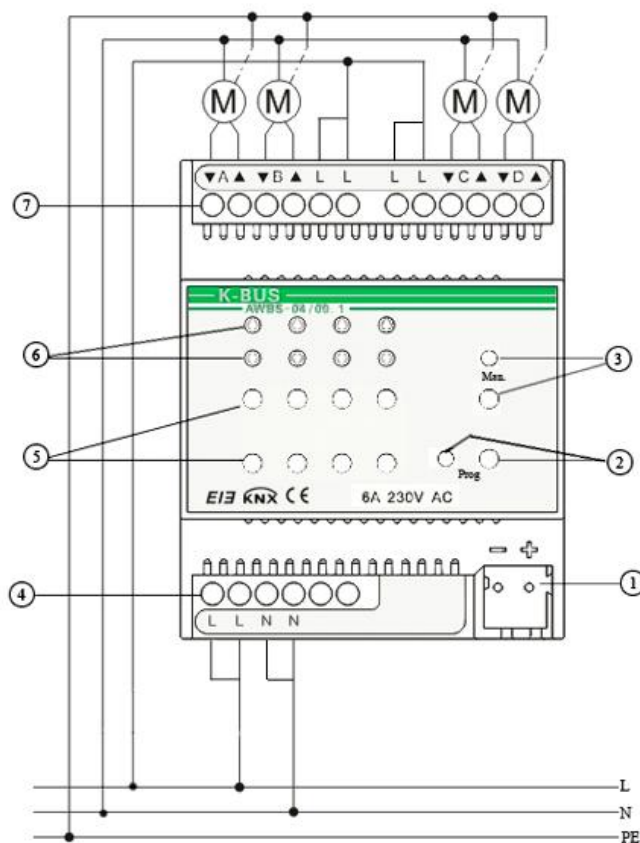 M M M M
▼ A ▲ ▼ B ▲ L L L L ▼ C ▲ ▼ D ▲
7
K-BUS
AWBS-04/09.1
6
3
Man.
5
2
Prog
EIB KNX CE 6A 230V AC
- +
1
4
L L N N
L
N
PE